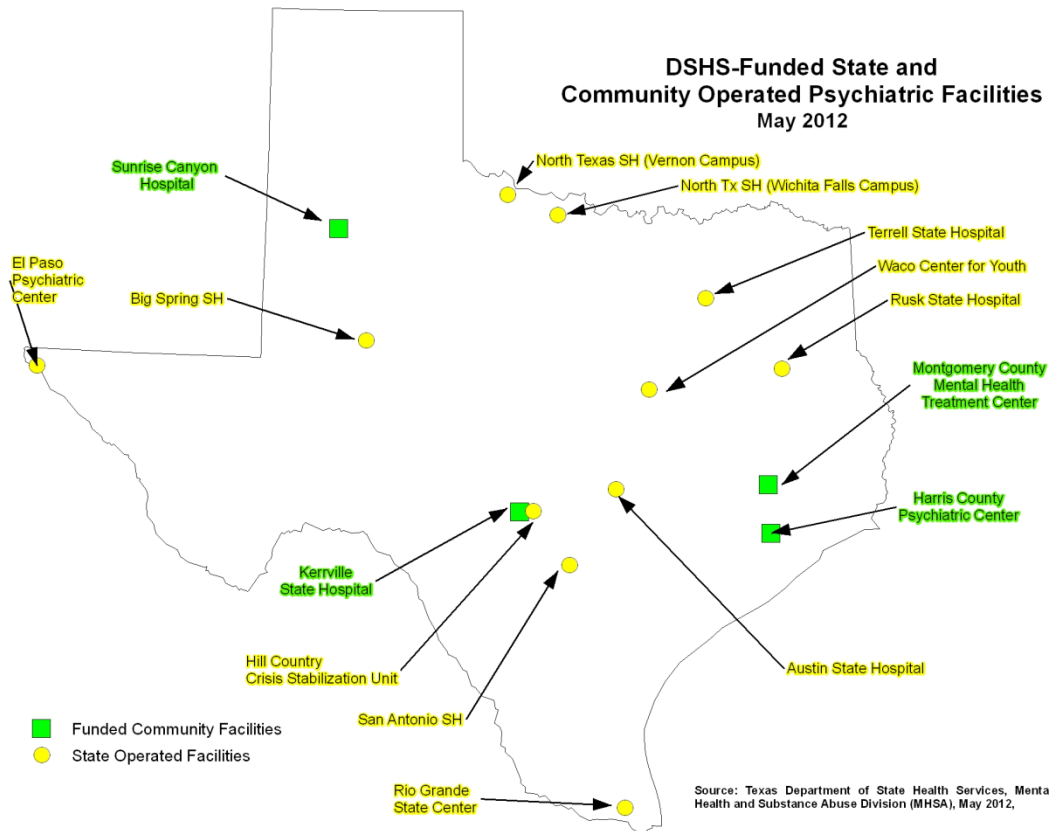 DSHS-Funded State and
Community Operated Psychiatric Facilities
May 2012
North Texas SH (Vernon Campus)
North Tx SH (Wichita Falls Campus)
Sunrise Canyon
Hospital
Terrell State Hospital
El Paso
Psychiatric
Center
Waco Center for Youth
Big Spring SH
Rusk State Hospital
Montgomery County
Mental Health
Treatment Center
Harris County
Psychiatric Center
Kerrville
State Hospital
Hill Country
Crisis Stabilization Unit
Austin State Hospital
San Antonio SH
Funded Community Facilities
State Operated Facilities
Rio Grande
State Center
Source: Texas Department of State Health Services, Menta
Health and Substance Abuse Division (MHSA), May 2012,